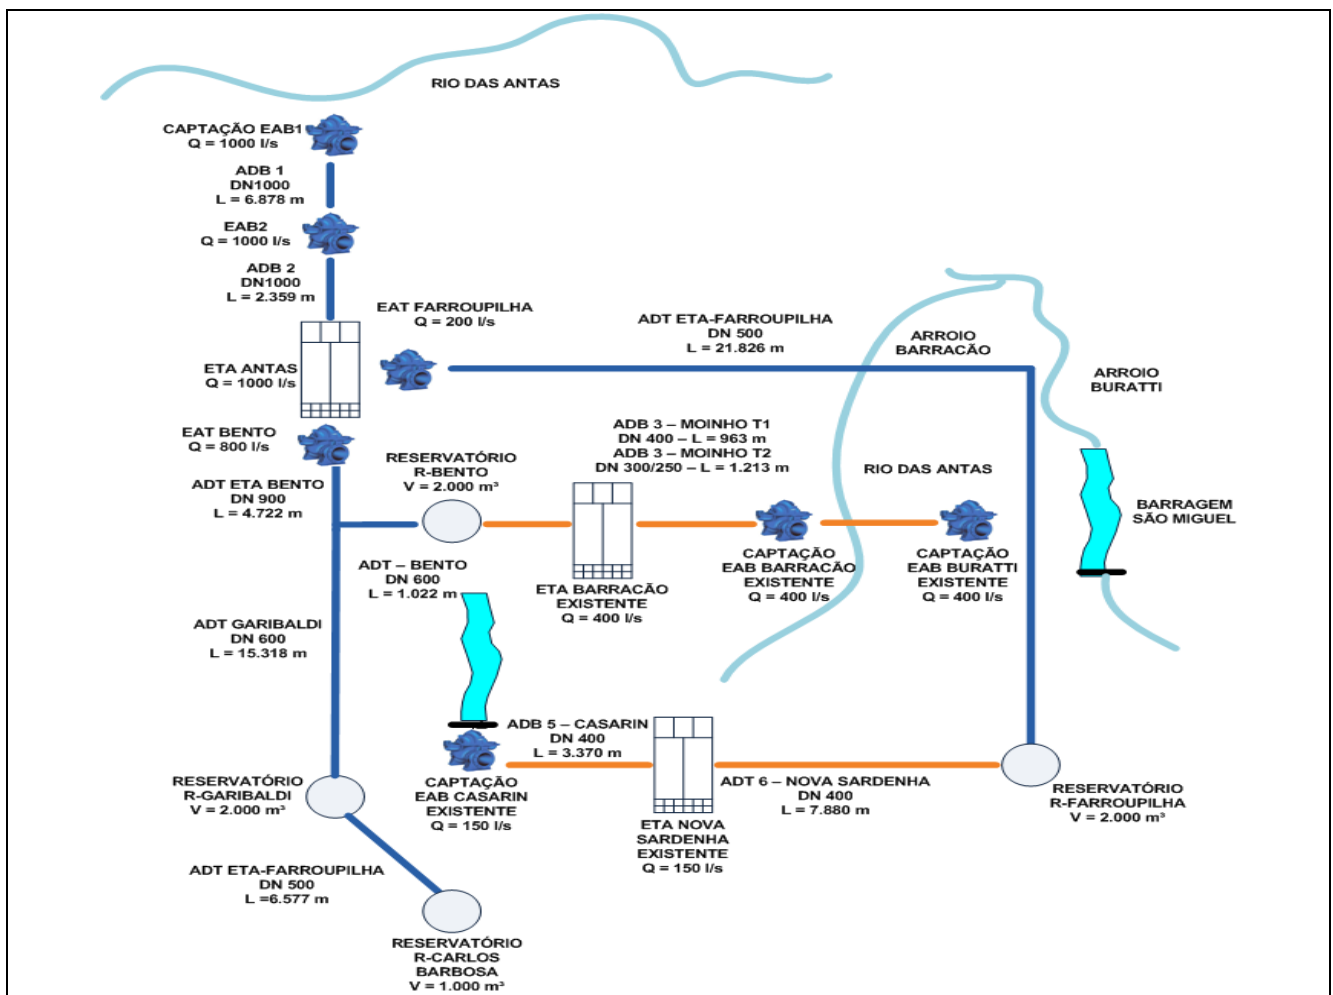 RIO DAS ANTAS
CAPTAÇÃO EAB1
Q = 1000 l/s
ADB 1
DN1000
L = 6.878 m
EAB2
Q = 1000 l/s
ADB 2
DN1000
L = 2.359 m
EAT FARROUPILHA
Q = 200 l/s
ADT ETA-FARROUPILHA
DN 500
L = 21.826 m
ARROIO
BARRACÃO
ETA ANTAS
Q = 1000 l/s
ARROIO
BURATTI
EAT BENTO
Q = 800 l/s
ADB 3 – MOINHO T1
DN 400 – L = 963 m
ADB 3 – MOINHO T2
DN 300/250 – L = 1.213 m
RESERVATÓRIO
R-BENTO
V = 2.000 m³
RIO DAS ANTAS
ADT ETA BENTO
DN 900
L = 4.722 m
BARRAGEM
SÃO MIGUEL
ADT – BENTO
DN 600
L = 1.022 m
CAPTAÇÃO
EAB BARRACÃO
EXISTENTE
Q = 400 l/s
CAPTAÇÃO
EAB BURATTI
EXISTENTE
Q = 400 l/s
ETA BARRACÃO
EXISTENTE
Q = 400 l/s
ADT GARIBALDI
DN 600
L = 15.318 m
ADB 5 – CASARIN
DN 400
L = 3.370 m
RESERVATÓRIO
R-GARIBALDI
V = 2.000 m³
CAPTAÇÃO
EAB CASARIN
EXISTENTE
Q = 150 l/s
ADT 6 – NOVA SARDENHA
DN 400
L = 7.880 m
RESERVATÓRIO
R-FARROUPILHA
V = 2.000 m³
ETA NOVA
SARDENHA
EXISTENTE
Q = 150 l/s
ADT ETA-FARROUPILHA
DN 500
L =6.577 m
RESERVATÓRIO
R-CARLOS
BARBOSA
V = 1.000 m³